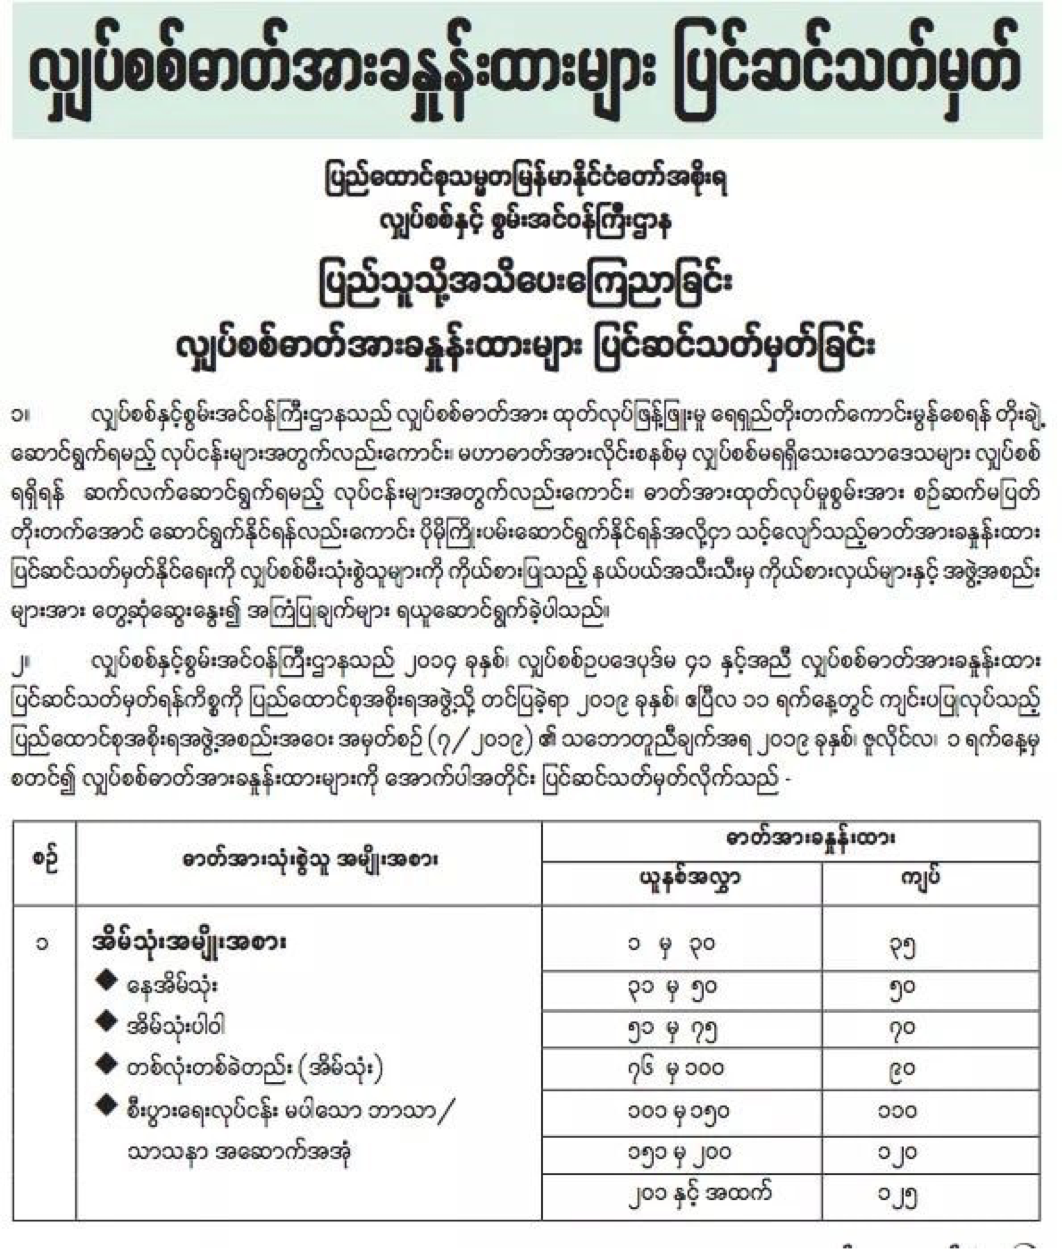 လျှပ်စစ်ဓာတ်အားခနှုန်းထားများ ပြင်ဆင်သတ်မှတ်
ပြည်ထောင်စုသမ္မတမြန်မာနိုင်ငံတော်အစိုးရ
လျှပ်စစ်နှင့် စွမ်းအင်ဝန်ကြီးဌာန
ပြည်သူသို့အသိပေးကြေညာခြင်း
လျှပ်စစ်ဓာတ်အားခနှုန်းထားများ ပြင်ဆင်သတ်မှတ်ခြင်း
၁။ လျှပ်စစ်နှင့်စွမ်းအင်ဝန်ကြီးဌာနသည် လျှပ်စစ်ဓာတ်အား ထုတ်လုပ်ဖြန့်ဖြူးမှု ရေရှည်တိုးတက်ကောင်းမွန်စေရန် တိုးချဲ့
ဆောင်ရွက်ရမည့် လုပ်ငန်းများအတွက်လည်းကောင်း၊ မဟာဓာတ်အားလိုင်းစနစ်မှ လျှပ်စစ်မရရှိသေးသောဒေသများ လျှပ်စစ်
ရရှိရန် ဆက်လက်ဆောင်ရွက်ရမည့် လုပ်ငန်းများအတွက်လည်းကောင်း၊ ဓာတ်အားထုတ်လုပ်မှုစွမ်းအား စဉ်ဆက်မပြတ်
တိုးတက်အောင် ဆောင်ရွက်နိုင်ရန်လည်းကောင်း ပိုမိုကြိုးပမ်းဆောင်ရွက်နိုင်ရန်အလို့ငှာ သင့်လျော်သည့်ဓာတ်အားခနှုန်းထား
ပြင်ဆင်သတ်မှတ်နိုင်ရေးကို လျှပ်စစ်မီးသုံးစွဲသူများကို ကိုယ်စားပြုသည့် နယ်ပယ်အသီးသီးမှ ကိုယ်စားလှယ်များနှင့် အဖွဲ့အစည်း
များအား တွေ့ဆုံဆွေးနွေး၍ အကြံပြုချက်များ ရယူဆောင်ရွက်ခဲ့ပါသည်။
၂။ လျှပ်စစ်နှင့်စွမ်းအင်ဝန်ကြီးဌာနသည် ၂၀၁၄ ခုနှစ်၊ လျှပ်စစ်ဥပဒေပုဒ်မ ၄၁ နှင့်အညီ လျှပ်စစ်ဓာတ်အားခနှုန်းထား
ပြင်ဆင်သတ်မှတ်ရန်ကိစ္စကို ပြည်ထောင်စုအစိုးရအဖွဲ့သို့ တင်ပြခဲ့ရာ ၂၀၁၉ ခုနှစ်၊ ဧပြီလ ၁၁ ရက်နေ့တွင် ကျင်းပပြုလုပ်သည့်
ပြည်ထောင်စုအစိုးရအဖွဲ့အစည်းအဝေး အမှတ်စဉ် (၇/၂၀၁၉) ၏ သဘောတူညီချက်အရ ၂၀၁၉ ခုနှစ်၊ ဇူလိုင်လ၊ ၁ ရက်နေ့မှ
စတင်၍ လျှပ်စစ်ဓာတ်အားခနှုန်းထားများကို အောက်ပါအတိုင်း ပြင်ဆင်သတ်မှတ်လိုက်သည် -
စဉ် ဓာတ်အားသုံးစွဲသူ အမျိုးအစား ဓာတ်အားခနှုန်းထား
ယူနစ်အလွှာ ကျပ်
၁ အိမ်သုံးအမျိုးအစား ၁ မှ ၃၀ ၃၅
◆ နေအိမ်သုံး ၃၁ မှ ၅၀ ၅၀
◆ အိမ်သုံးပါဝါ ၅၁ မှ ၇၅ ၇၀
◆ တစ်လုံးတစ်ခဲတည်း (အိမ်သုံး) ၇၆ မှ ၁၀၀ ၉၀
◆ စီးပွားရေးလုပ်ငန်း မပါသော ဘာသာ/ ၁၀၁ မှ ၁၅၀ ၁၁၀
သာသနာ အဆောက်အအုံ ၁၅၁ မှ ၂၀၀ ၁၂၀
၂၀၁ နှင့် အထက် ၁၂၅